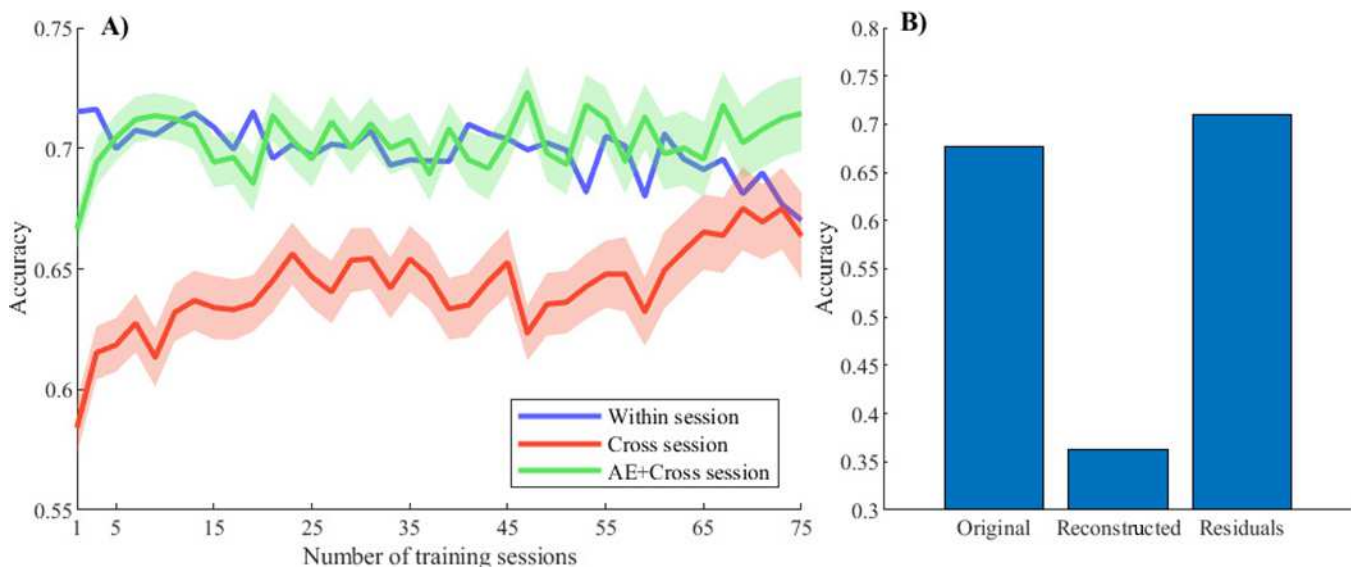 A)
0.75
0.7
0.65
0.6
0.55
Accuracy
1 5 15 25 35 45 55 65 75
Number of training sessions
Within session
Cross session
AE+Cross session
B)
0.8
0.75
0.7
0.65
0.6
0.55
0.5
0.45
0.4
0.35
0.3
Accuracy
Original Reconstructed Residuals